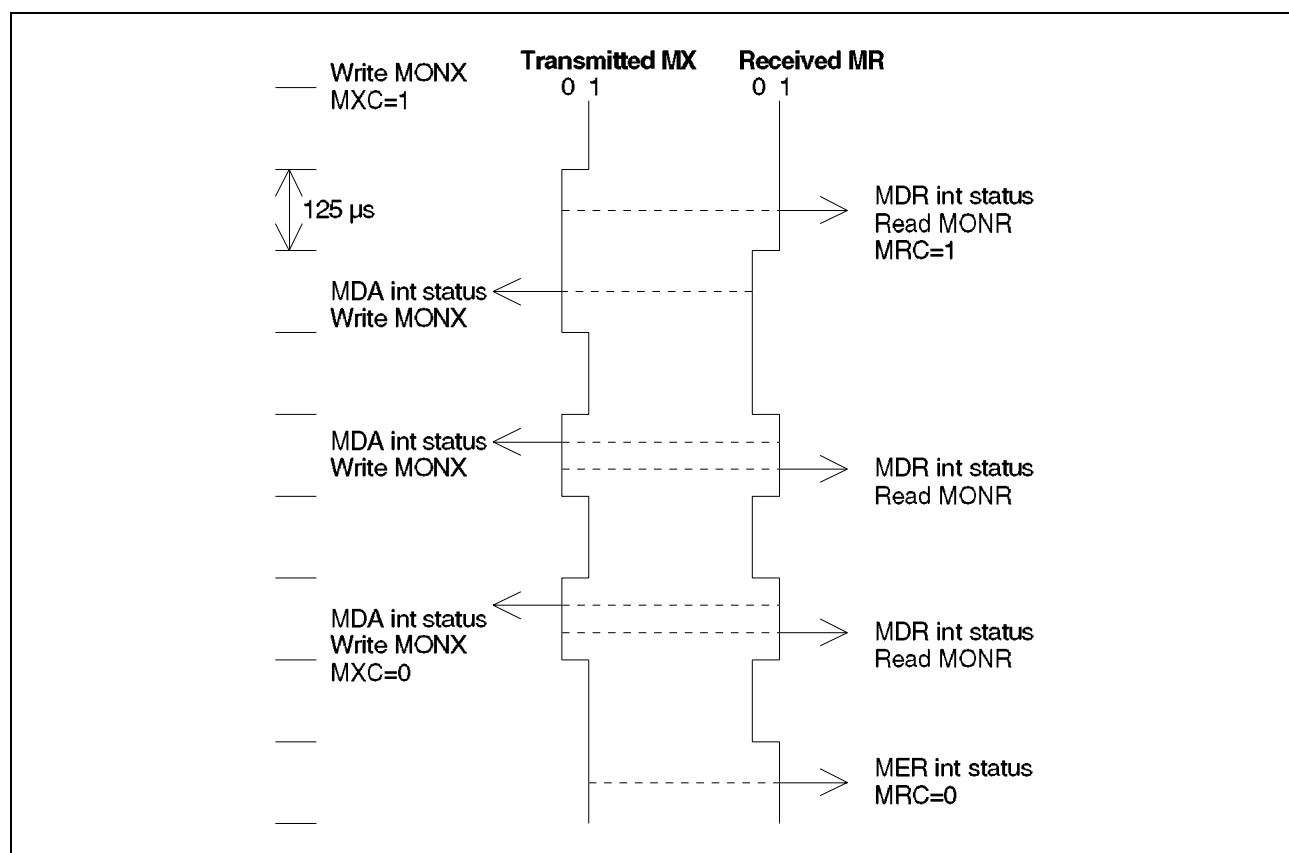 Transmitted MX Received MR
0 1 0 1
Write MONX
MXC=1
125 µs
MDR int status
Read MONR
MRC=1
MDA int status
Write MONX
MDA int status
Write MONX
MDR int status
Read MONR
MDA int status
Write MONX
MXC=0
MDR int status
Read MONR
MER int status
MRC=0